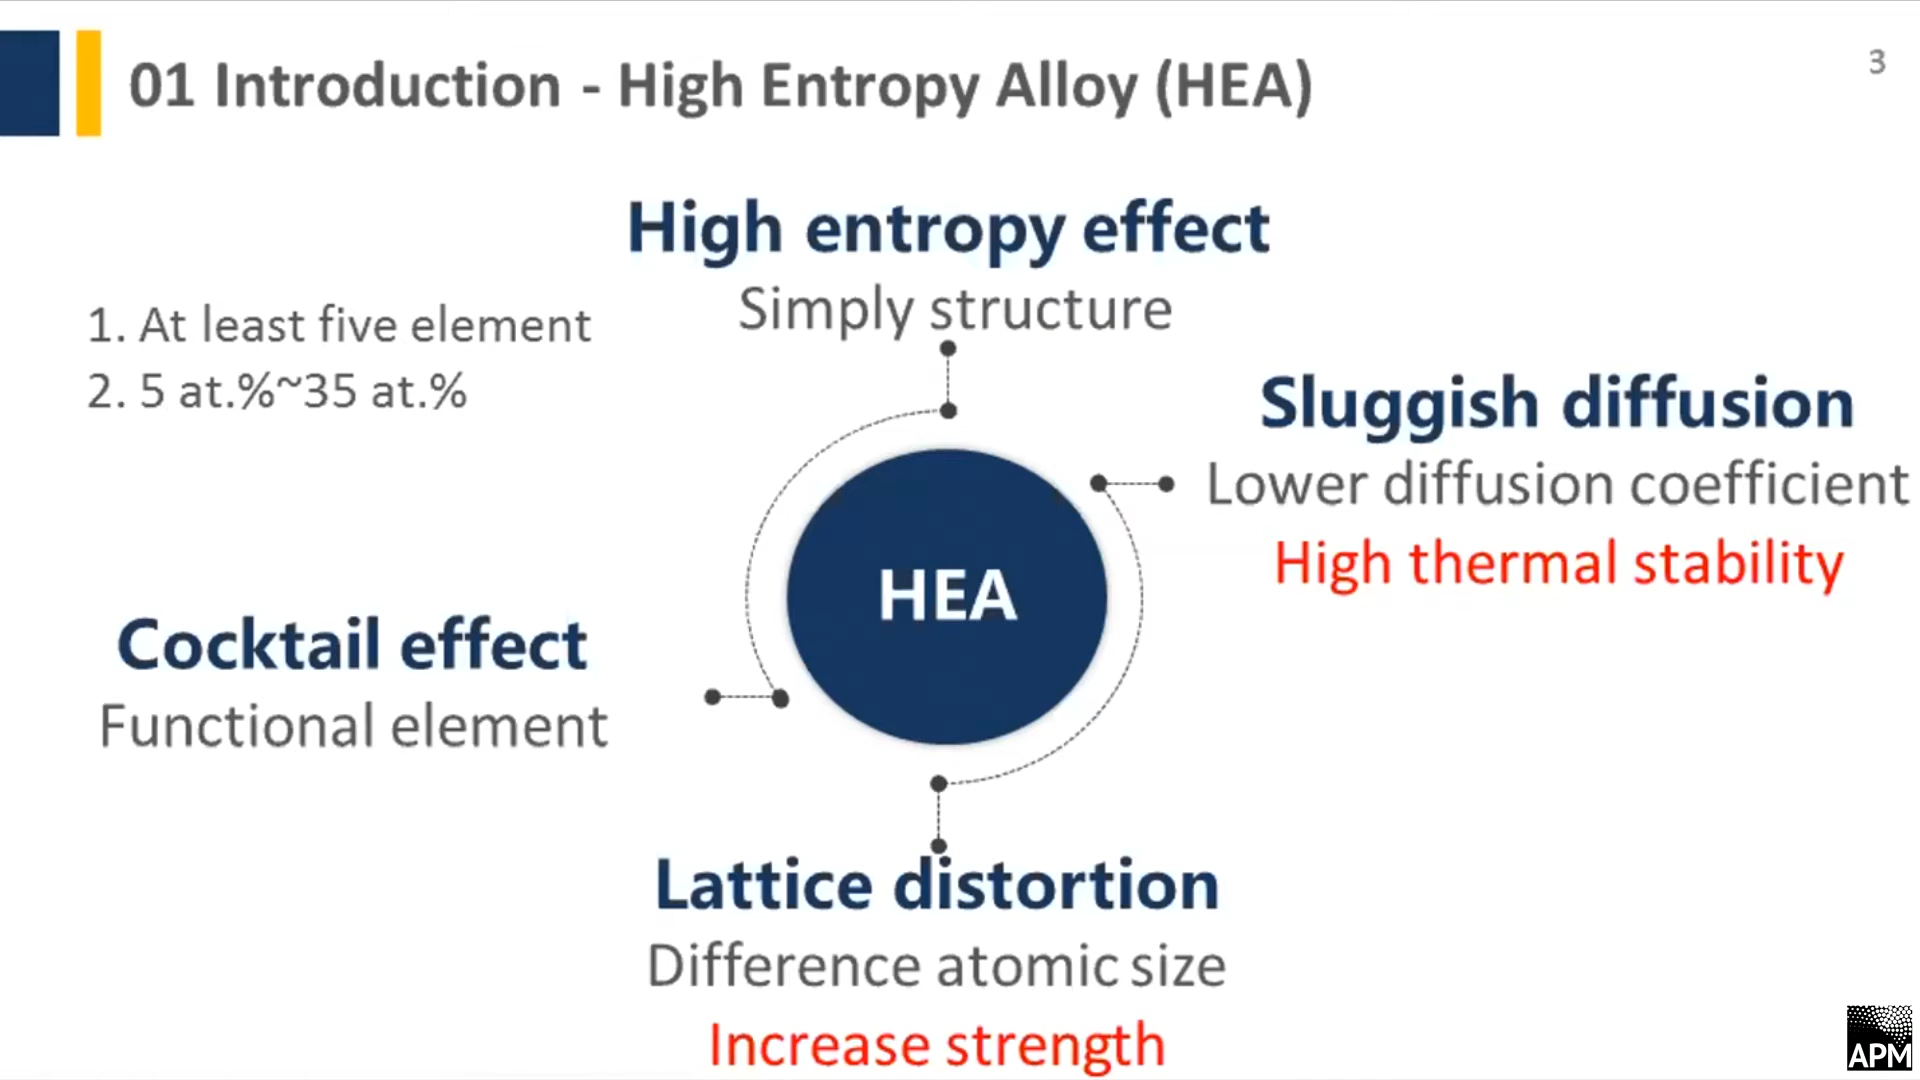 01 Introduction - High Entropy Alloy (HEA)
3
High entropy effect
Simply structure
1. At least five element
2. 5 at.%~35 at.%
Sluggish diffusion
Lower diffusion coefficient
High thermal stability
HEA
Cocktail effect
Functional element
Lattice distortion
Difference atomic size
Increase strength
APM